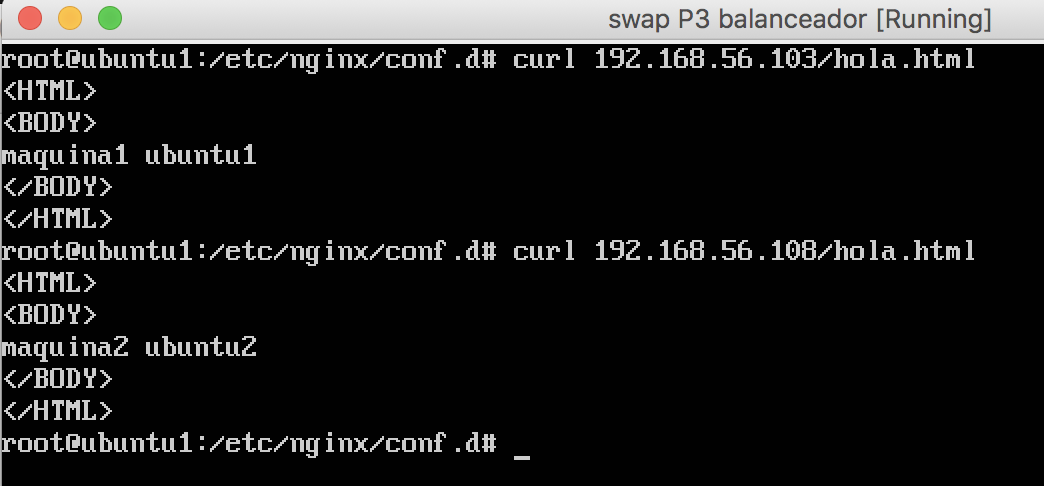 swap P3 balanceador [Running]
root@ubuntu1:/etc/nginx/conf.d# curl 192.168.56.103/hola.html
<HTML>
<BODY>
maquina1 ubuntu1
</BODY>
</HTML>
root@ubuntu1:/etc/nginx/conf.d# curl 192.168.56.108/hola.html
<HTML>
<BODY>
maquina2 ubuntu2
</BODY>
</HTML>
root@ubuntu1:/etc/nginx/conf.d# _